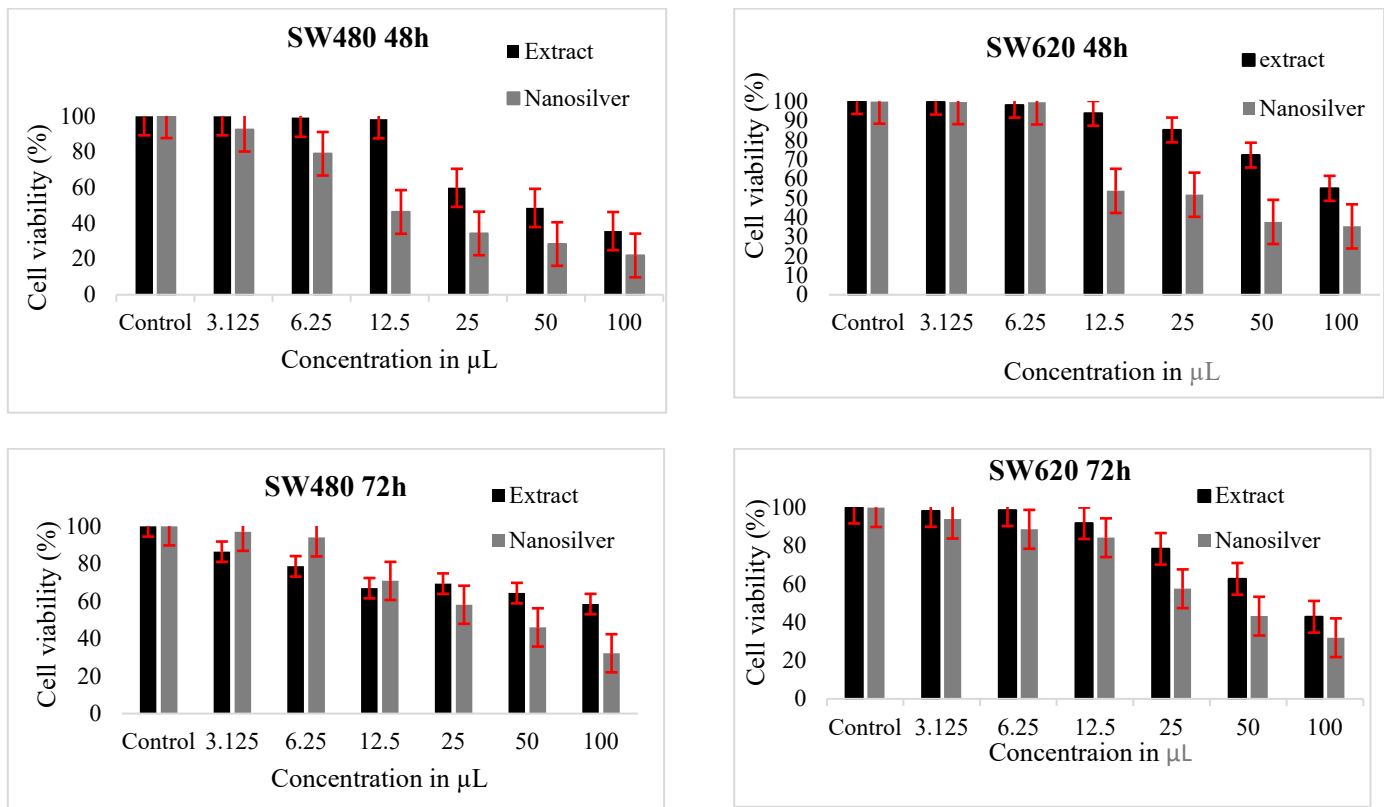 SW480 48h
Extract
Nanosilver
Cell viability (%)
100
80
60
40
20
0
Control 3.125 6.25 12.5 25 50 100
Concentration in µL
SW620 48h
extract
Nanosilver
Cell viability (%)
100
90
80
70
60
50
40
30
20
10
0
Control 3.125 6.25 12.5 25 50 100
Concentration in µL
SW480 72h
Extract
Nanosilver
Cell viability (%)
100
80
60
40
20
0
Control 3.125 6.25 12.5 25 50 100
Concentration in µL
SW620 72h
Extract
Nanosilver
Cell viability (%)
100
80
60
40
20
0
Control 3.125 6.25 12.5 25 50 100
Concentraion in µL